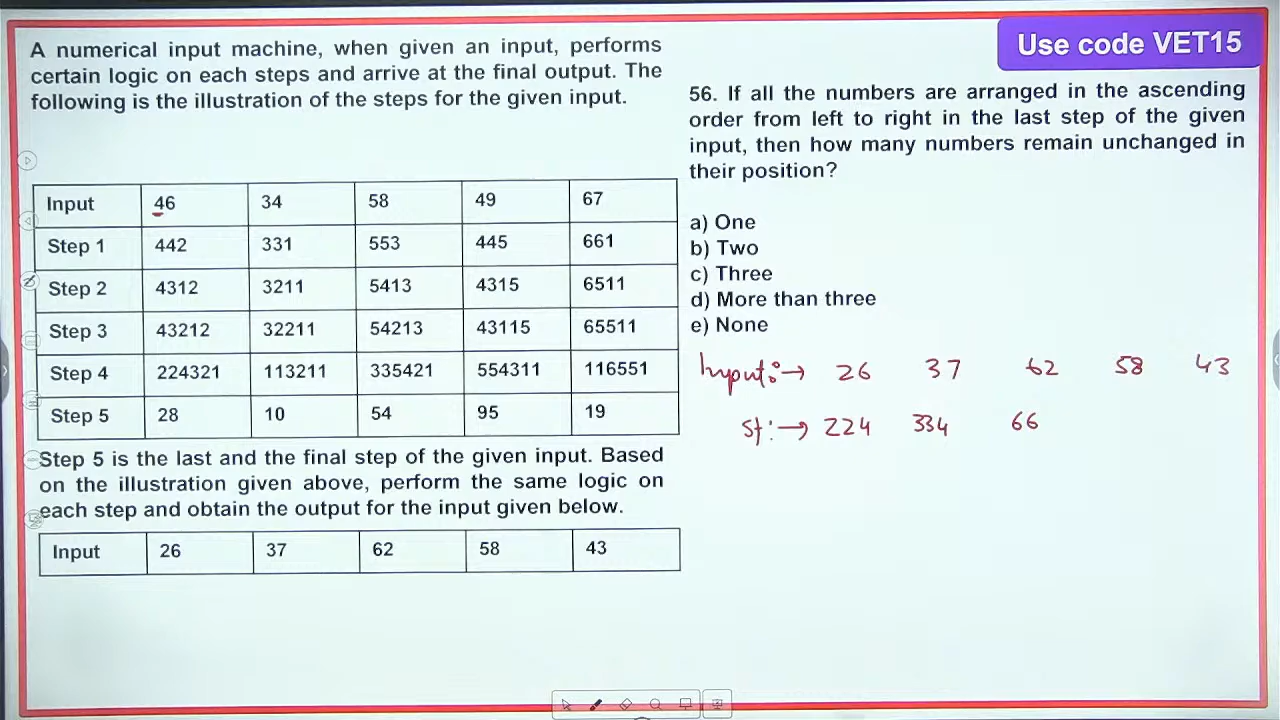 A numerical input machine, when given an input, performs
certain logic on each steps and arrive at the final output. The
following is the illustration of the steps for the given input.
Input 46 34 58 49 67
Step 1 442 331 553 445 661
Step 2 4312 3211 5413 4315 6511
Step 3 43212 32211 54213 43115 65511
Step 4 224321 113211 335421 554311 116551
Step 5 28 10 54 95 19
Step 5 is the last and the final step of the given input. Based
on the illustration given above, perform the same logic on
each step and obtain the output for the input given below.
Input 26 37 62 58 43
Use code VET15
56. If all the numbers are arranged in the ascending
order from left to right in the last step of the given
input, then how many numbers remain unchanged in
their position?
a) One
b) Two
c) Three
d) More than three
e) None
Input:→ 26 37 62 58 43
St:→ 224 334 66